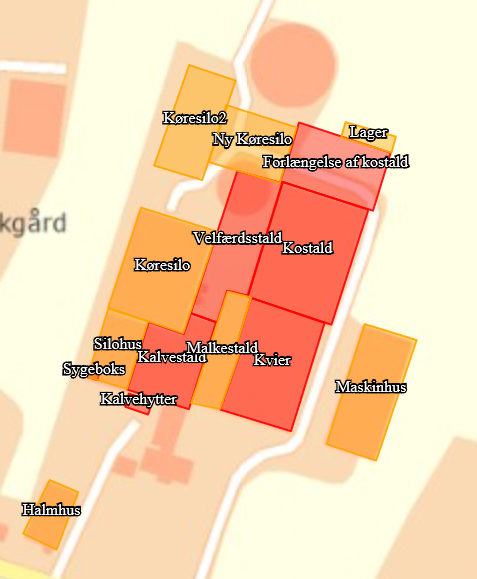 Køresilo2
Lager
Ny Køresilo
Forlængelse af kostald
kgård
Velfærdsstald
Kostald
Køresilo
Silohus
Malkestald
Kalvestald
Kvier
Sygeboks
Maskinhus
Kalvehytter
Halmhus